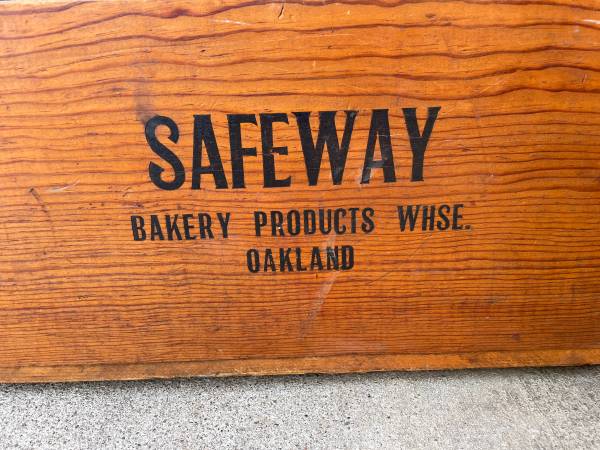 SAFEWAY
BAKERY PRODUCTS WHSE.
OAKLAND